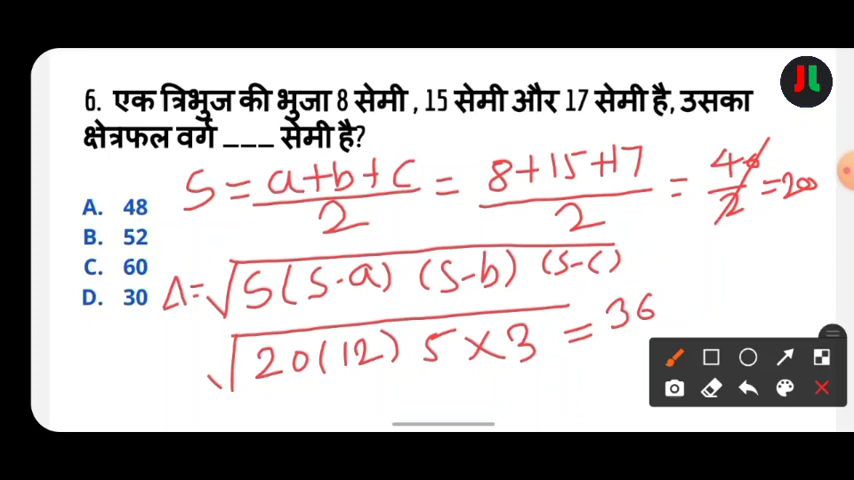 JL
6. एक त्रिभुज की भुजा 8 सेमी , 15 सेमी और 17 सेमी है, उसका
क्षेत्रफल वर्ग ___ सेमी है?
S = a+b+c/2 = 8+15+17/2 = 40/2 = 20
A. 48
B. 52
C. 60
D. 30
Δ = √S(S-a) (S-b) (S-c)
√20(12) 5 × 3 = 36